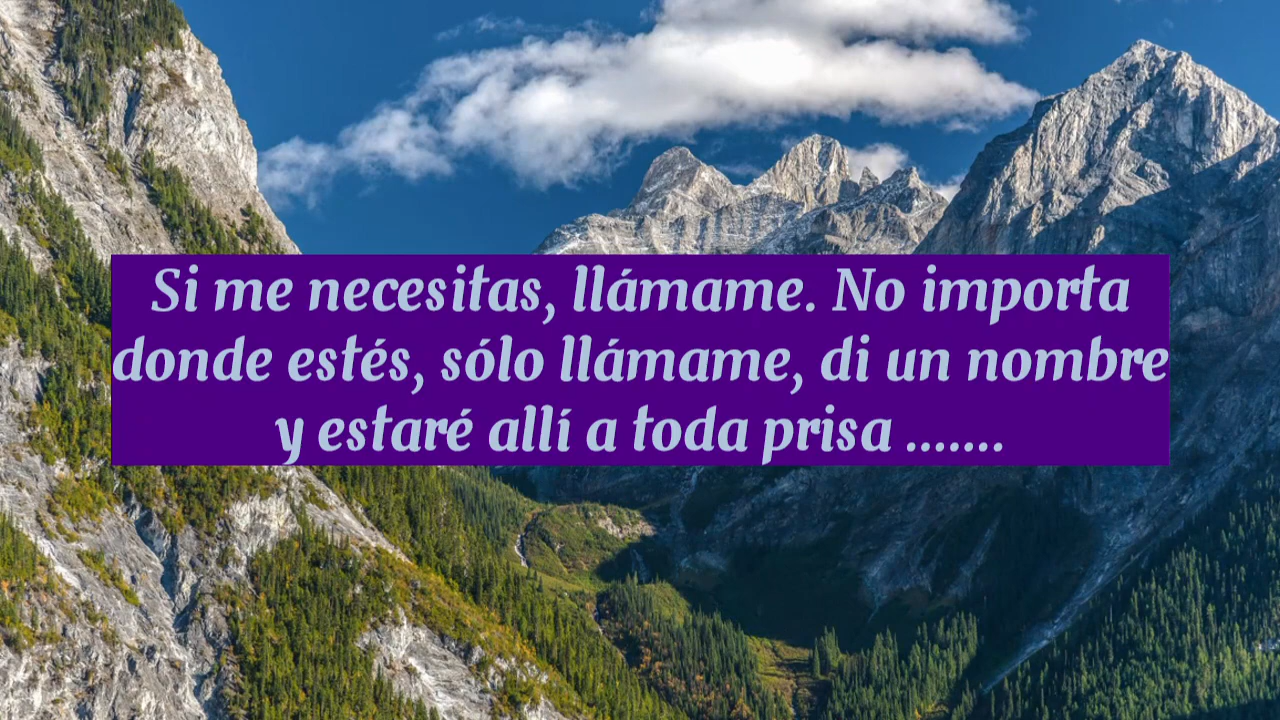 Si me necesitas, llámame. No importa
donde estés, sólo llámame, di un nombre
y estaré allí a toda prisa .......